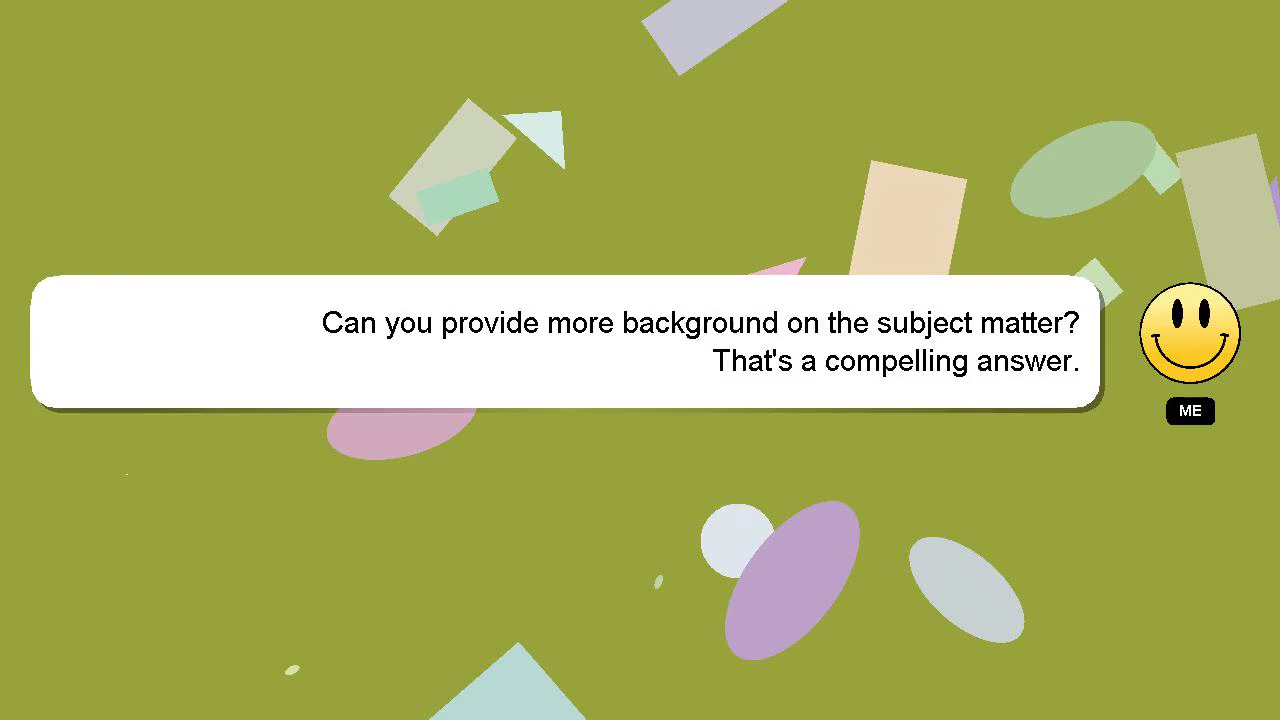 Can you provide more background on the subject matter?
That's a compelling answer.
ME